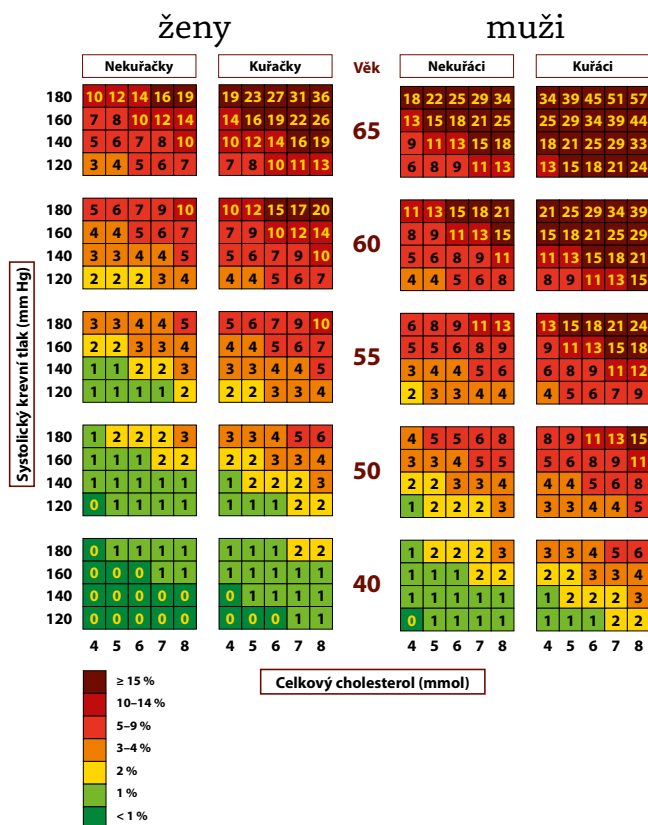 ženy muži
Nekuřačky Kuřačky Věk Nekuřáci Kuřáci
180 10 12 14 16 19 19 23 27 31 36 18 22 25 29 34 34 39 45 51 57
160 7 8 10 12 14 14 16 19 22 26 65 13 15 18 21 25 25 29 34 39 44
140 5 6 7 8 10 10 12 14 16 19 9 11 13 15 18 18 21 25 29 33
120 3 4 5 6 7 7 8 10 11 13 6 8 9 11 13 13 15 18 21 24
180 5 6 7 9 10 10 12 15 17 20 11 13 15 18 21 21 25 29 34 39
160 4 4 5 6 7 7 9 10 12 14 60 8 9 11 13 15 15 18 21 25 29
140 3 3 4 4 5 5 6 7 9 10 5 6 8 9 11 11 13 15 18 21
120 2 2 2 3 4 4 4 5 6 7 4 4 5 6 8 8 9 11 13 15
Systolický krevní tlak (mm Hg)
180 3 3 4 4 5 5 6 7 9 10 6 8 9 11 13 13 15 18 21 24
160 2 2 3 3 4 4 4 5 6 7 55 5 5 6 8 9 9 11 13 15 18
140 1 1 2 2 3 3 3 4 4 5 3 4 4 5 6 6 8 9 11 12
120 1 1 1 1 2 2 2 3 3 4 2 3 3 4 4 4 5 6 7 9
180 1 2 2 2 3 3 3 4 5 6 4 5 5 6 8 8 9 11 13 15
160 1 1 1 2 2 2 2 3 3 4 50 3 3 4 5 5 5 6 8 9 11
140 1 1 1 1 1 1 2 2 2 3 2 2 3 3 4 4 4 5 6 8
120 0 1 1 1 1 1 1 1 2 2 1 2 2 2 3 3 3 4 4 5
180 0 1 1 1 1 1 1 1 2 2 1 2 2 2 3 3 3 4 5 6
160 0 0 0 1 1 1 1 1 1 1 40 1 1 1 2 2 2 2 3 3 4
140 0 0 0 0 0 0 1 1 1 1 1 1 1 1 1 1 2 2 2 3
120 0 0 0 0 0 0 0 0 1 1 0 1 1 1 1 1 1 1 2 2
4 5 6 7 8 4 5 6 7 8 4 5 6 7 8 4 5 6 7 8
Celkový cholesterol (mmol)
≥ 15 %
10–14 %
5–9 %
3–4 %
2 %
1 %
< 1 %